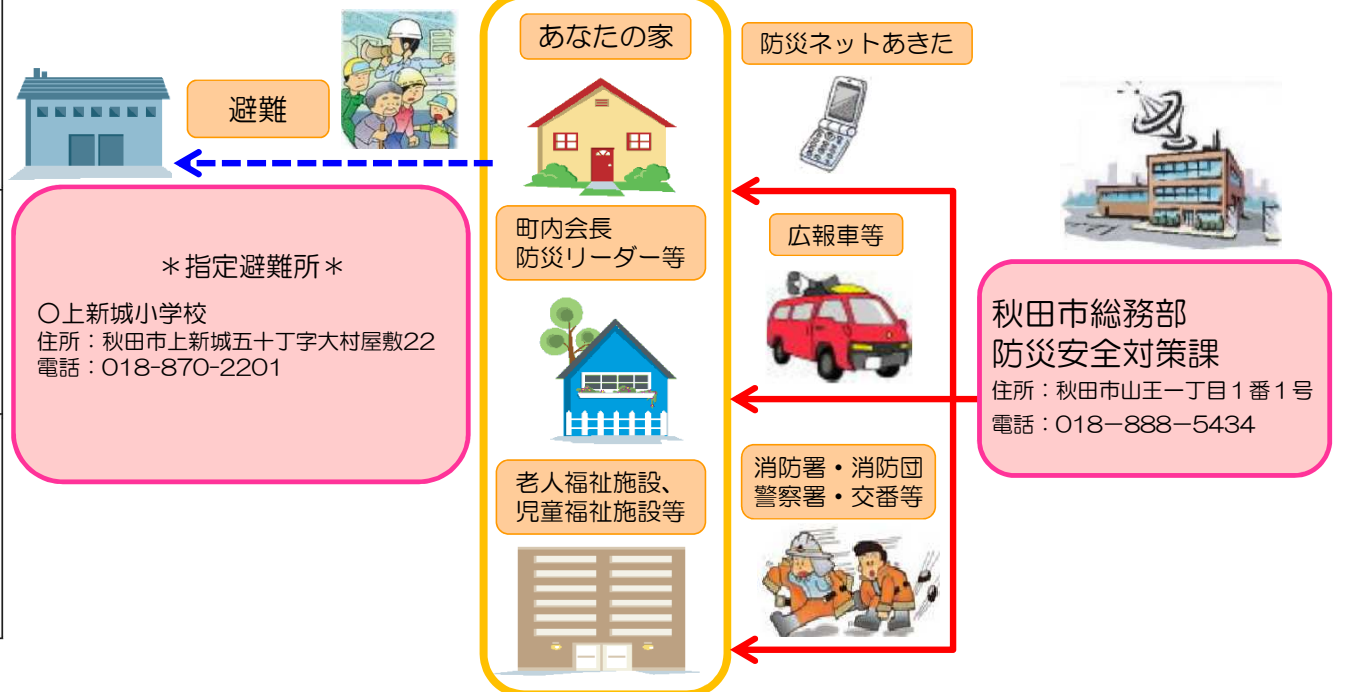 避難
＊指定避難所＊
○上新城小学校
住所：秋田市上新城五十丁字大村屋敷22
電話：018-870-2201
あなたの家
町内会長
防災リーダー等
老人福祉施設、
児童福祉施設等
防災ネットあきた
広報車等
消防署・消防団
警察署・交番等
秋田市総務部
防災安全対策課
住所：秋田市山王一丁目１番１号
電話：018－888－5434